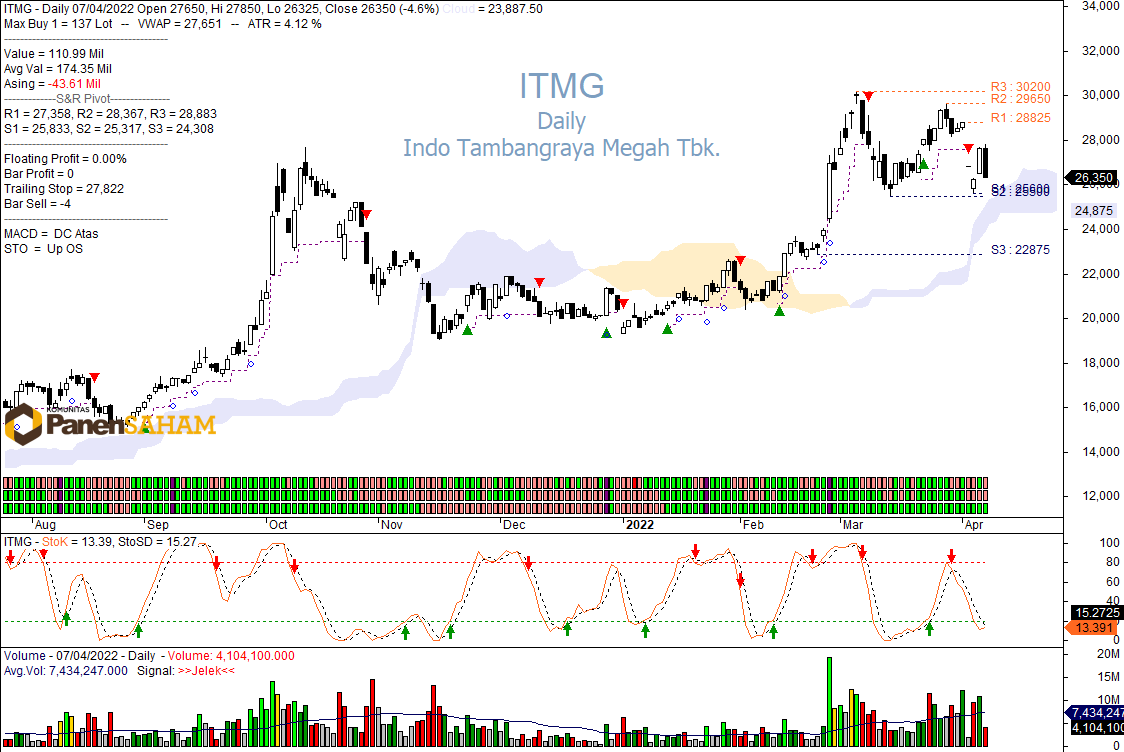 ITMG - Daily 07/04/2022 Open 27650, Hi 27850, Lo 26325, Close 26350 (-4.6%) Cloud = 23,887.50
Max Buy 1 = 137 Lot -- VWAP = 27,651 -- ATR = 4.12 %
Value = 110.99 Mil
Avg Val = 174.35 Mil
Asing = -43.61 Mil
S&R Pivot
R1 = 27,358, R2 = 28,367, R3 = 28,883
S1 = 25,833, S2 = 25,317, S3 = 24,308
Floating Profit = 0.00%
Bar Profit = 0
Trailing Stop = 27,822
Bar Sell = -4
MACD = DC Atas
STO = Up OS
ITMG
Daily
Indo Tambangraya Megah Tbk.
R3 : 30200
R2 : 29650
R1 : 28825
S3 : 22875
34,000
32,000
30,000
28,000
26,350
24,875
24,000
22,000
20,000
18,000
16,000
14,000
12,000
KOMUNITAS
PanenSAHAM
Aug Sep Oct Nov Dec 2022 Feb Mar Apr
ITMG - StoK = 13.39, StoSD = 15.27
100
80
60
40
15.2725
13.391
0
Volume - 07/04/2022 - Daily - Volume: 4,104,100.000
Avg.Vol: 7,434,247.000 Signal: >>Jelek<<
20M
15M
10M
7,434,247
4,104,100
0